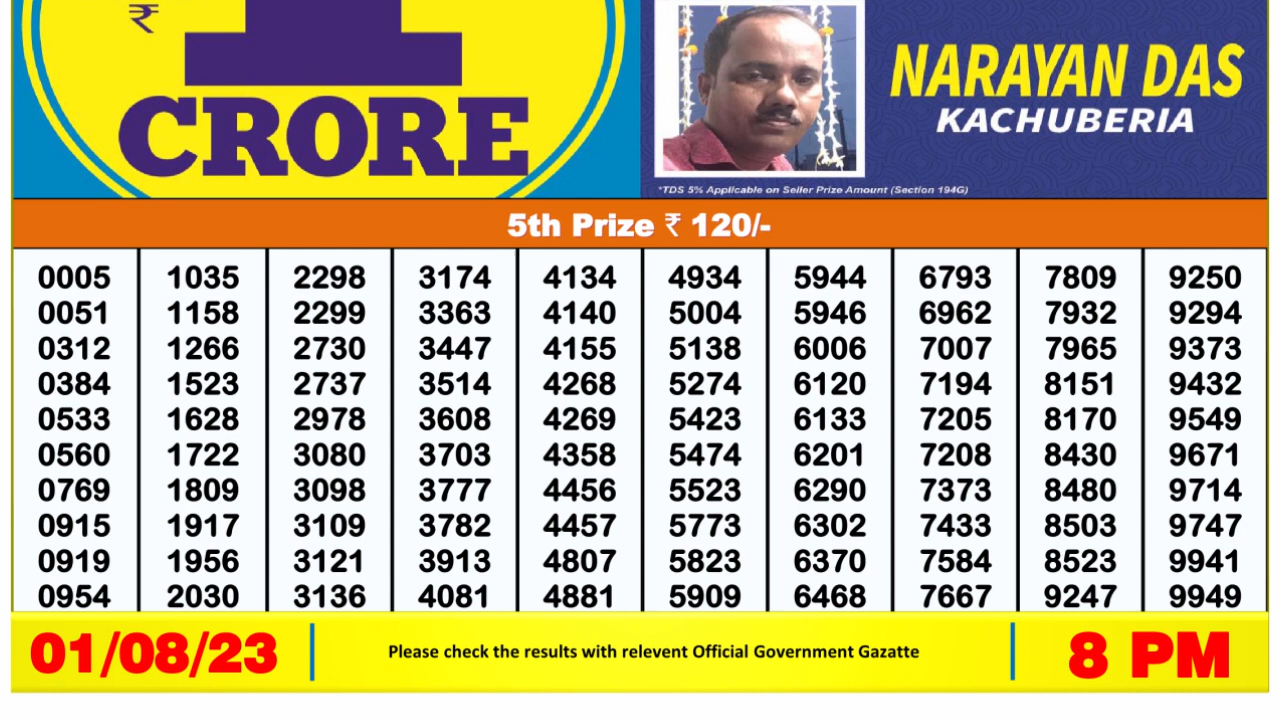 ₹
1
CRORE
NARAYAN DAS
KACHUBERIA
*TDS 5% Applicable on Seller Prize Amount (Section 194G)
5th Prize ₹ 120/-
0005 1035 2298 3174 4134 4934 5944 6793 7809 9250
0051 1158 2299 3363 4140 5004 5946 6962 7932 9294
0312 1266 2730 3447 4155 5138 6006 7007 7965 9373
0384 1523 2737 3514 4268 5274 6120 7194 8151 9432
0533 1628 2978 3608 4269 5423 6133 7205 8170 9549
0560 1722 3080 3703 4358 5474 6201 7208 8430 9671
0769 1809 3098 3777 4456 5523 6290 7373 8480 9714
0915 1917 3109 3782 4457 5773 6302 7433 8503 9747
0919 1956 3121 3913 4807 5823 6370 7584 8523 9941
0954 2030 3136 4081 4881 5909 6468 7667 9247 9949
01/08/23
Please check the results with relevent Official Government Gazatte
8 PM